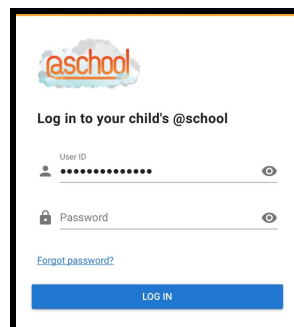 @school
Log in to your child's @school
User ID
••••••••••••••
Password
Forgot password?
LOG IN